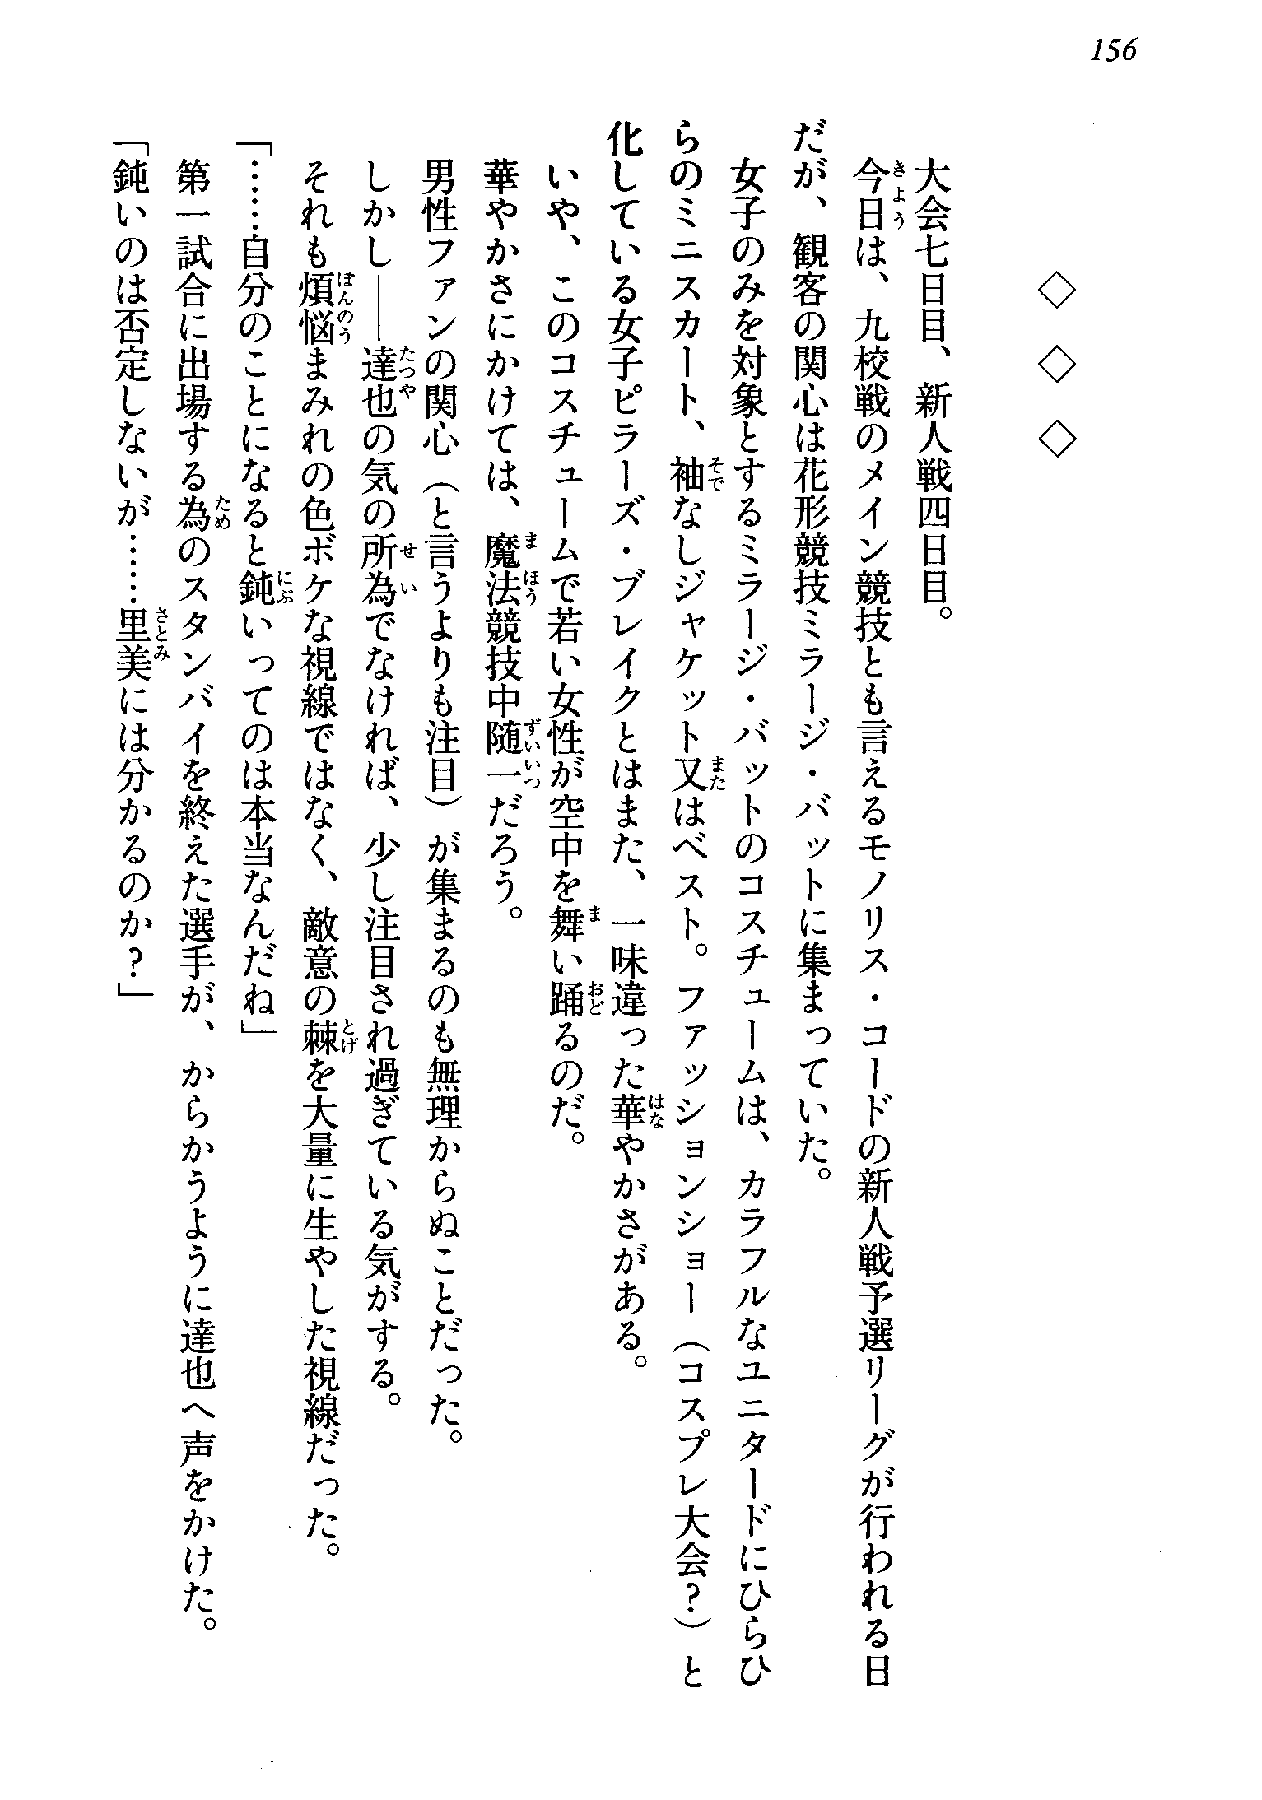 156
◇ ◇ ◇
大会七日目、新人戦四日目。
今日は、九校戦のメイン競技とも言えるモノリス・コードの新人戦予選リーグが行われる日
だが、観客の関心は花形競技ミラージ・バットに集まっていた。
女子のみを対象とするミラージ・バットのコスチュームは、カラフルなユニタードにひらひ
らのミニスカート、袖なしジャケット又はベスト。ファッションショー（コスプレ大会？）と
化している女子ピラーズ・ブレイクとはまた、一味違った華やかさがある。
いや、このコスチュームで若い女性が空中を舞い踊るのだ。
華やかさにかけては、魔法競技中随一だろう。
男性ファンの関心（と言うよりも注目）が集まるのも無理からぬことだった。
しかし――達也の気の所為でなければ、少し注目され過ぎている気がする。
それも煩悩まみれの色ボケな視線ではなく、敵意の棘を大量に生やした視線だった。
「……自分のことになると鈍いってのは本当なんだね」
第一試合に出場する為のスタンバイを終えた選手が、からかうように達也へ声をかけた。
「鈍いのは否定しないが……里美には分かるのか？」